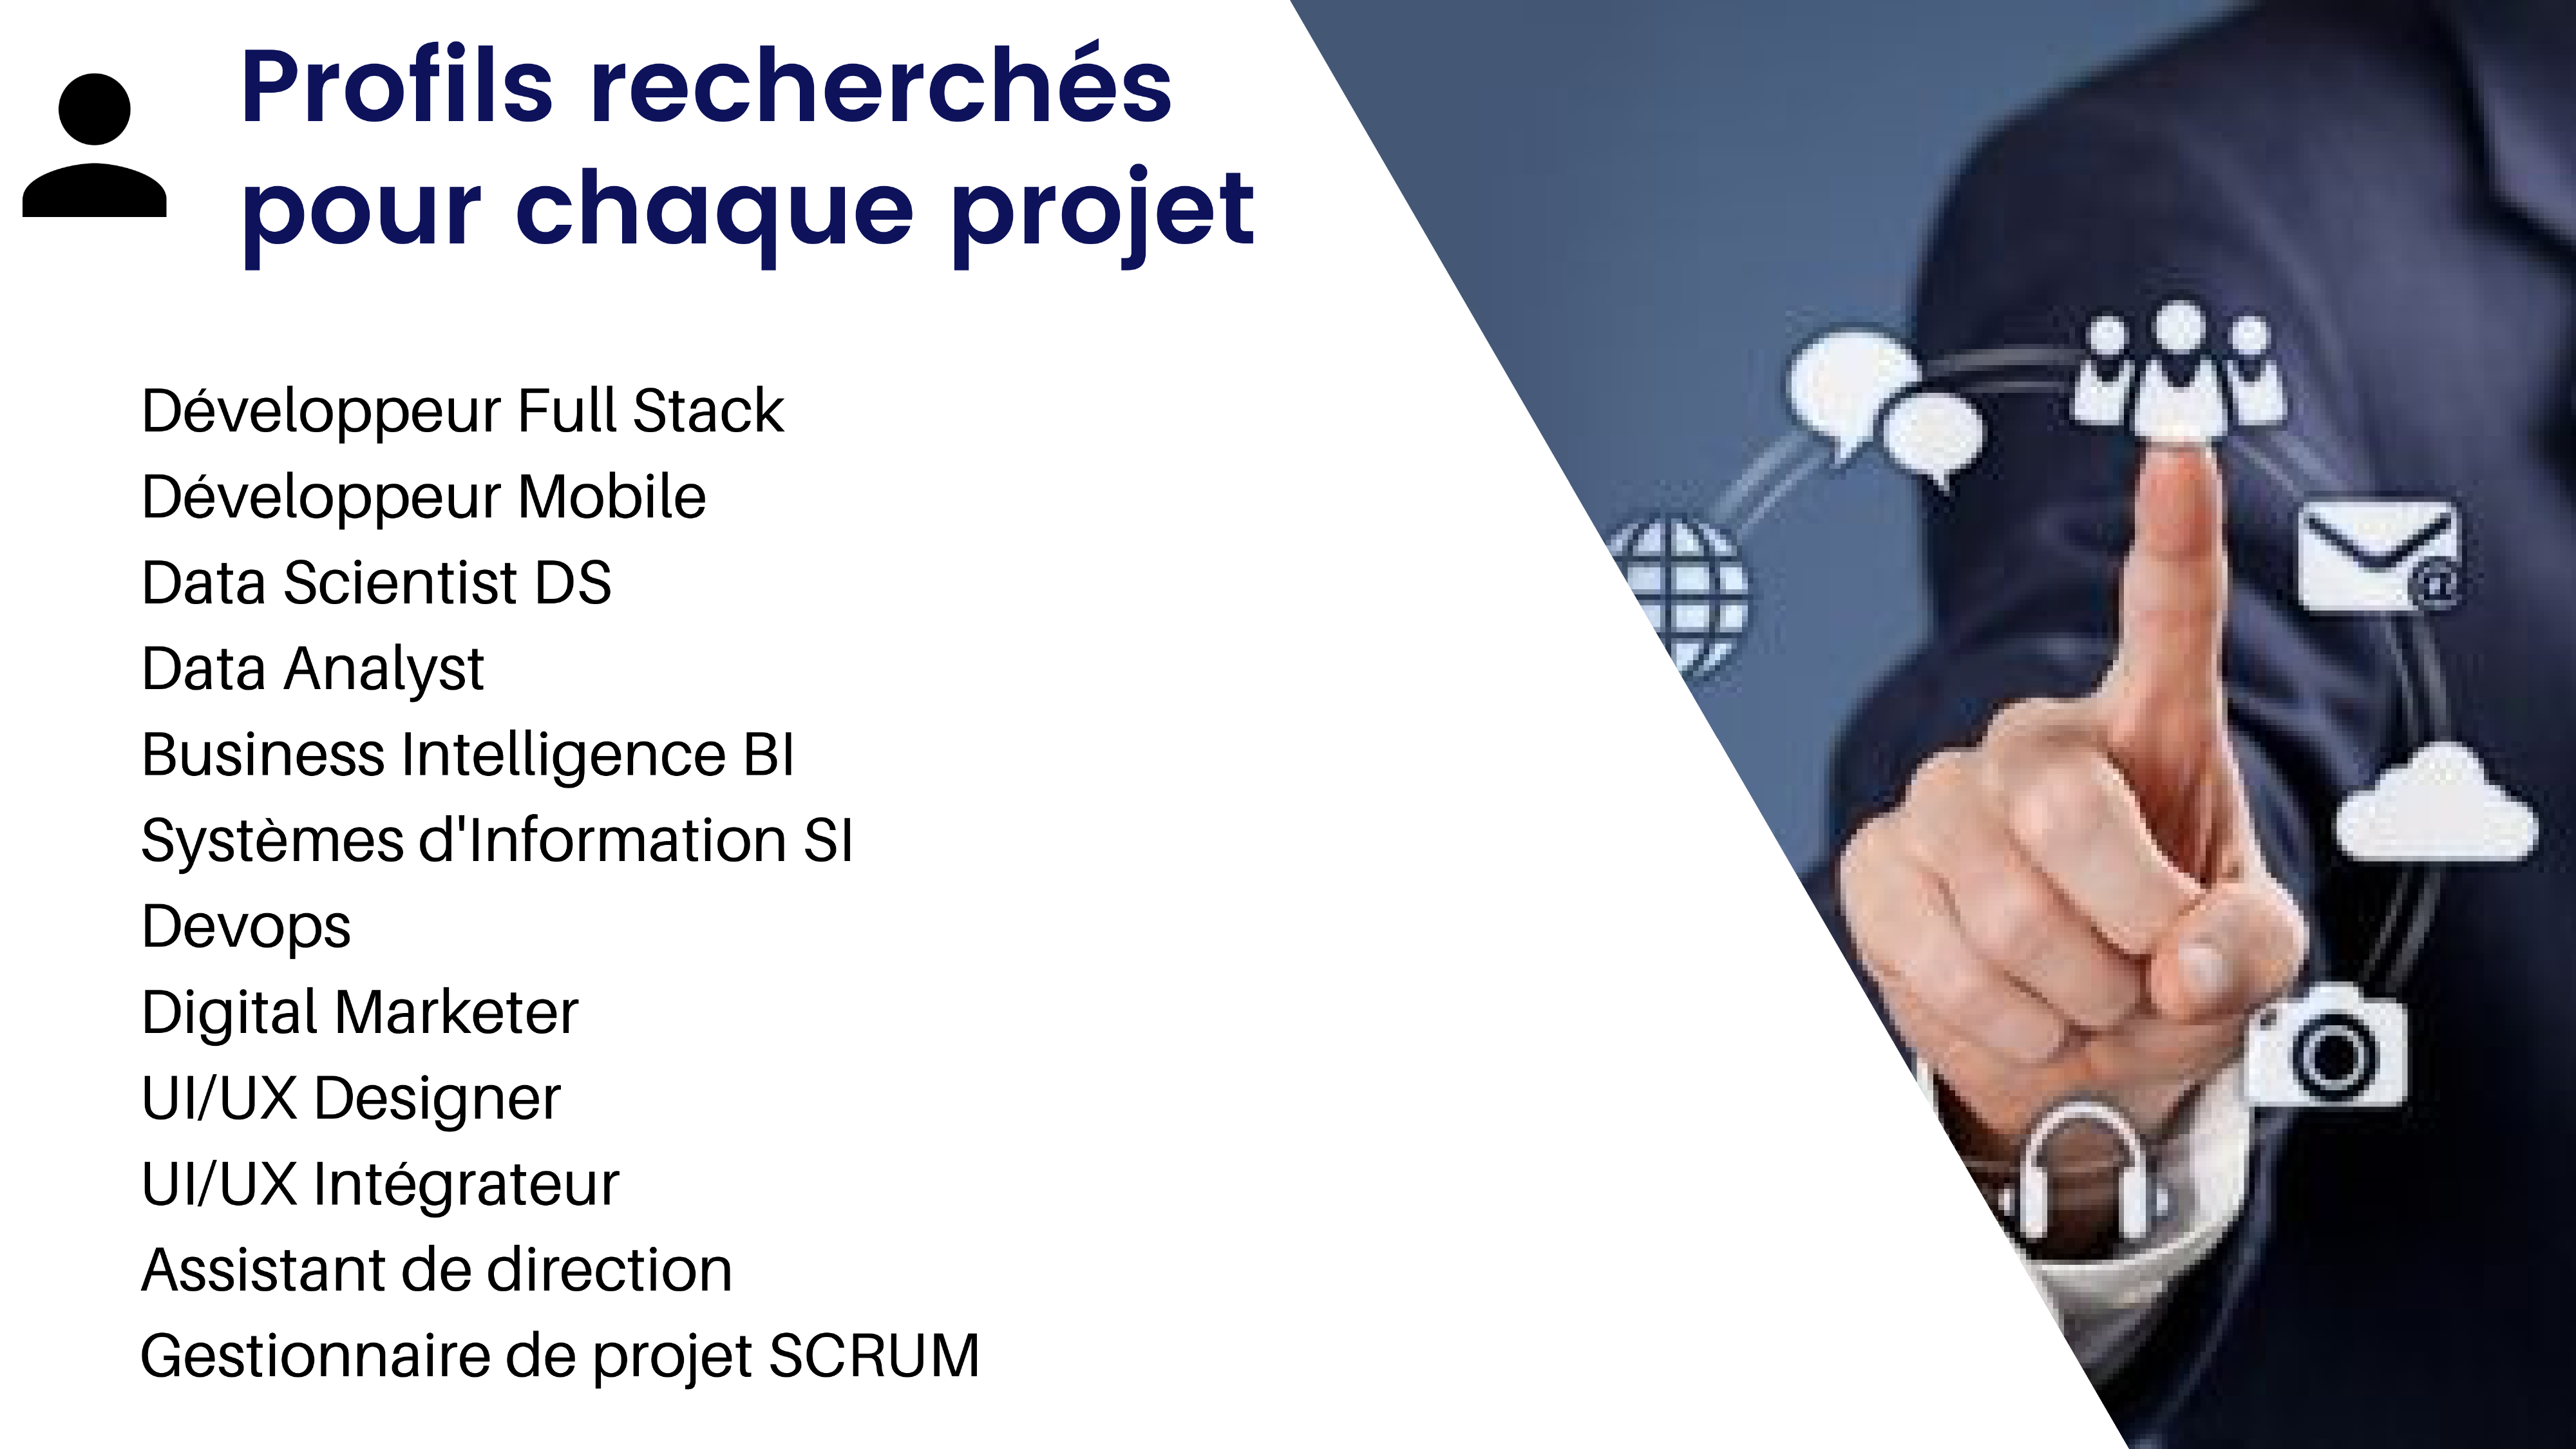 Profils recherchés
pour chaque projet
Développeur Full Stack
Développeur Mobile
Data Scientist DS
Data Analyst
Business Intelligence BI
Systèmes d'Information SI
Devops
Digital Marketer
UI/UX Designer
UI/UX Intégrateur
Assistant de direction
Gestionnaire de projet SCRUM
@